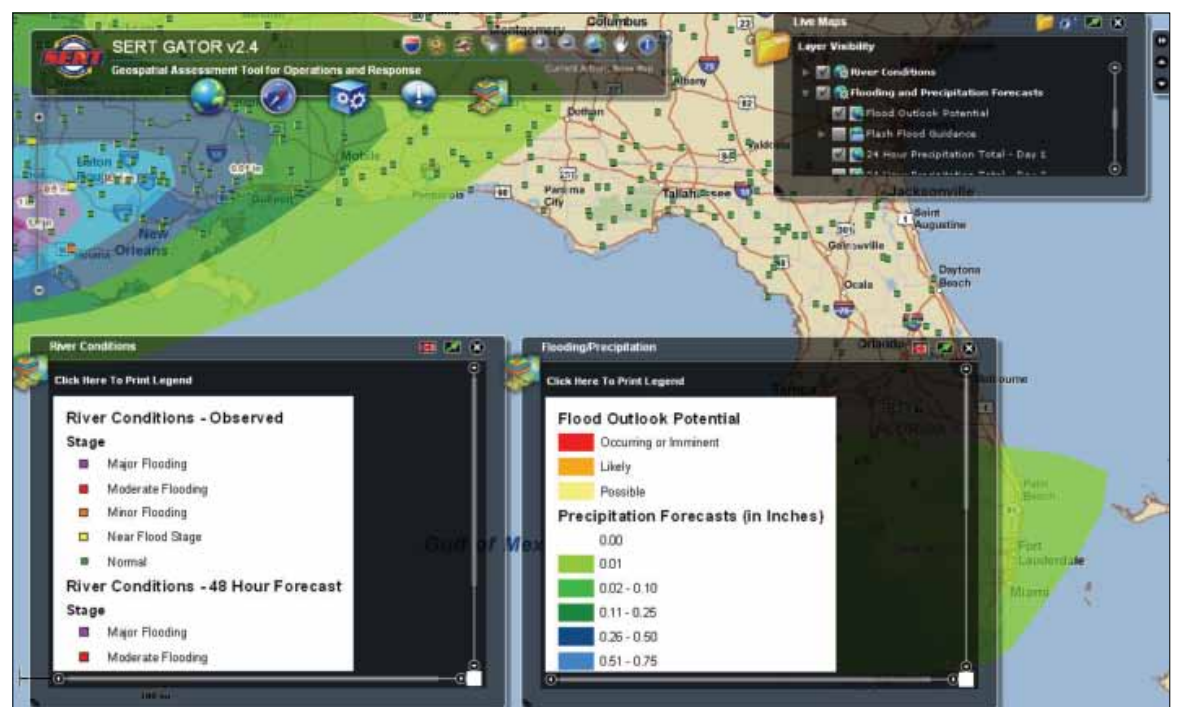 Columbus
Montgomery
Live Maps
SERT GATOR v2.4
SERT
Geospatial Assessment Tool for Operations and Response
Layer Visibility
River Conditions
Flooding and Precipitation Forecasts
Flood Outlook Potential
Flash Flood Guidance
24 Hour Precipitation Total - Day 1
Albany
Dothan
Mobile
Panama
City
Tallahassee
Jacksonville
Saint
Augustine
Gainesville
New
Orleans
Ocala
Daytona
Beach
Orlando
River Conditions
Click Here To Print Legend
River Conditions - Observed
Stage
Major Flooding
Moderate Flooding
Minor Flooding
Near Flood Stage
Normal
River Conditions - 48 Hour Forecast
Stage
Major Flooding
Moderate Flooding
Flooding/Precipitation
Click Here To Print Legend
Flood Outlook Potential
Occurring or Imminent
Likely
Possible
Precipitation Forecasts (in Inches)
0.00
0.01
0.02 - 0.10
0.11 - 0.25
0.26 - 0.50
0.51 - 0.75
Gulf of Mex
Palm
Beach
Fort
Lauderdale
Miami